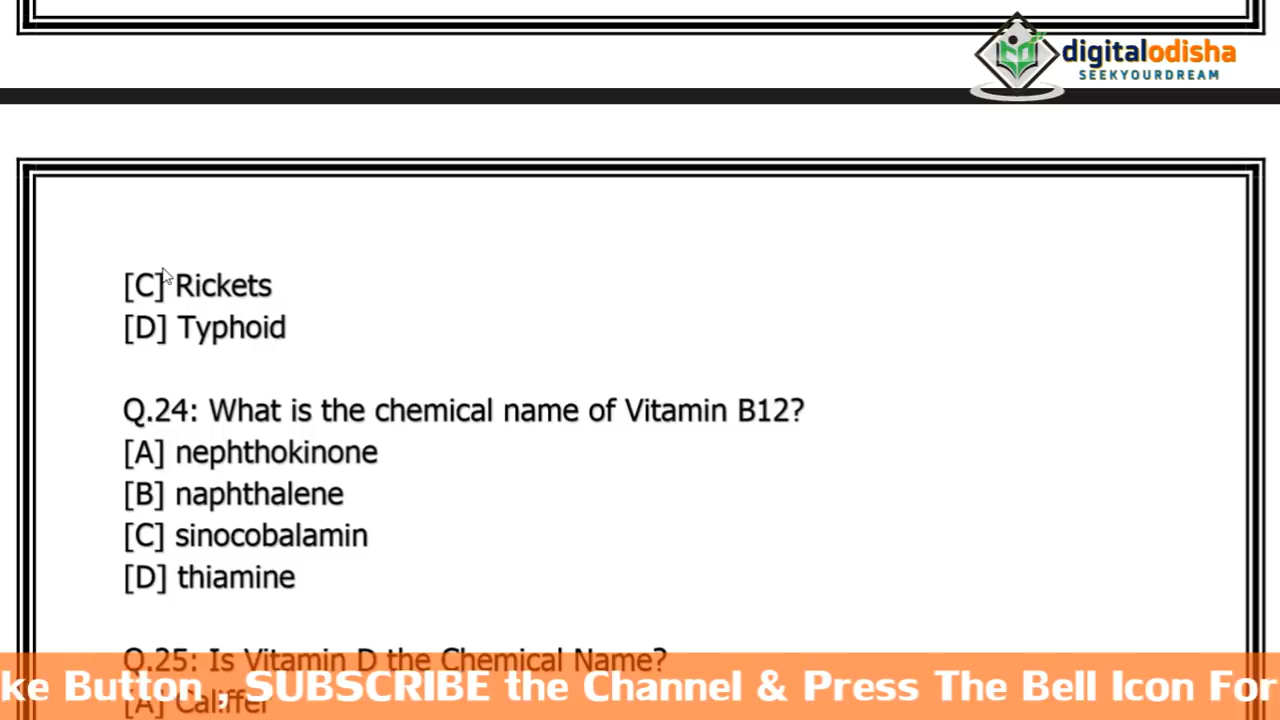 digitalodisha
SEEKYOURDREAM
[C] Rickets
[D] Typhoid
Q.24: What is the chemical name of Vitamin B12?
[A] nephthokinone
[B] naphthalene
[C] sinocobalamin
[D] thiamine
Q.25: Is Vitamin D the Chemical Name?
ke Button , SUBSCRIBE the Channel & Press The Bell Icon For
[A] Califfer